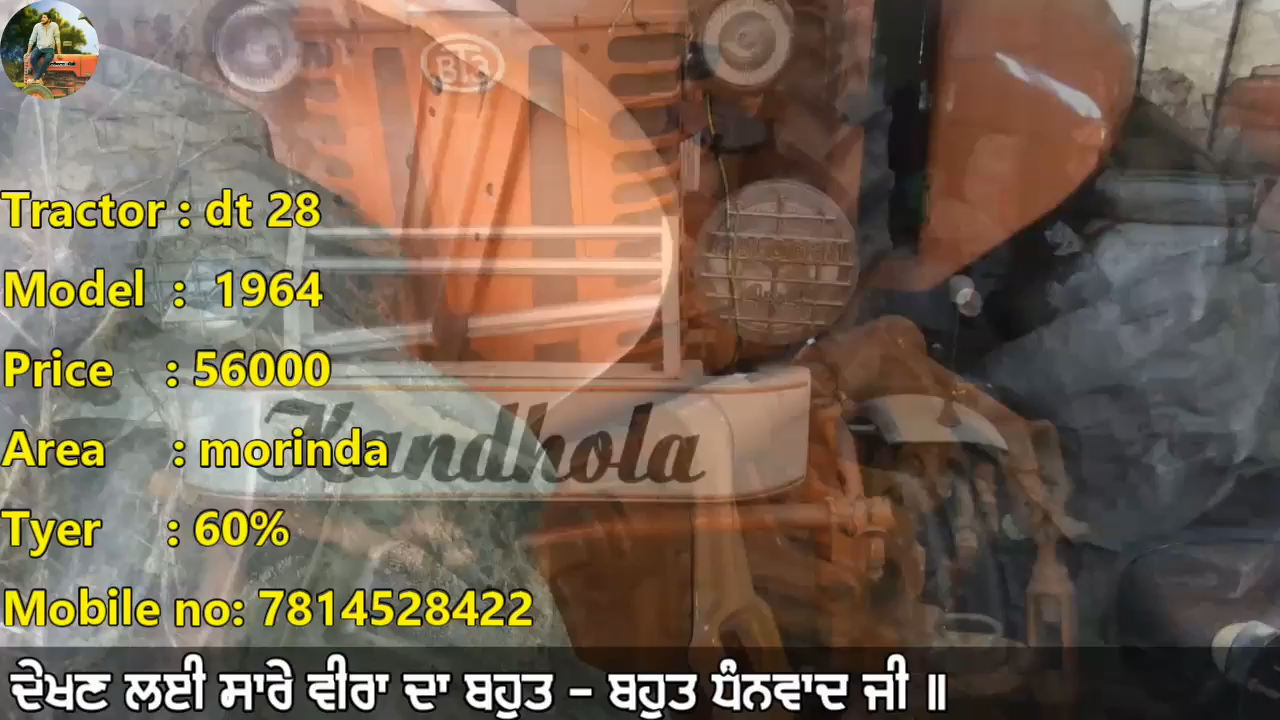 BT3
Tractor : dt 28
Model : 1964
Price : 56000
Kandhola
Area : morinda
Tyer : 60%
Mobile no: 7814528422
ਦੇਖਣ ਲਈ ਸਾਰੇ ਵੀਰਾ ਦਾ ਬਹੁਤ - ਬਹੁਤ ਧੰਨਵਾਦ ਜੀ ॥